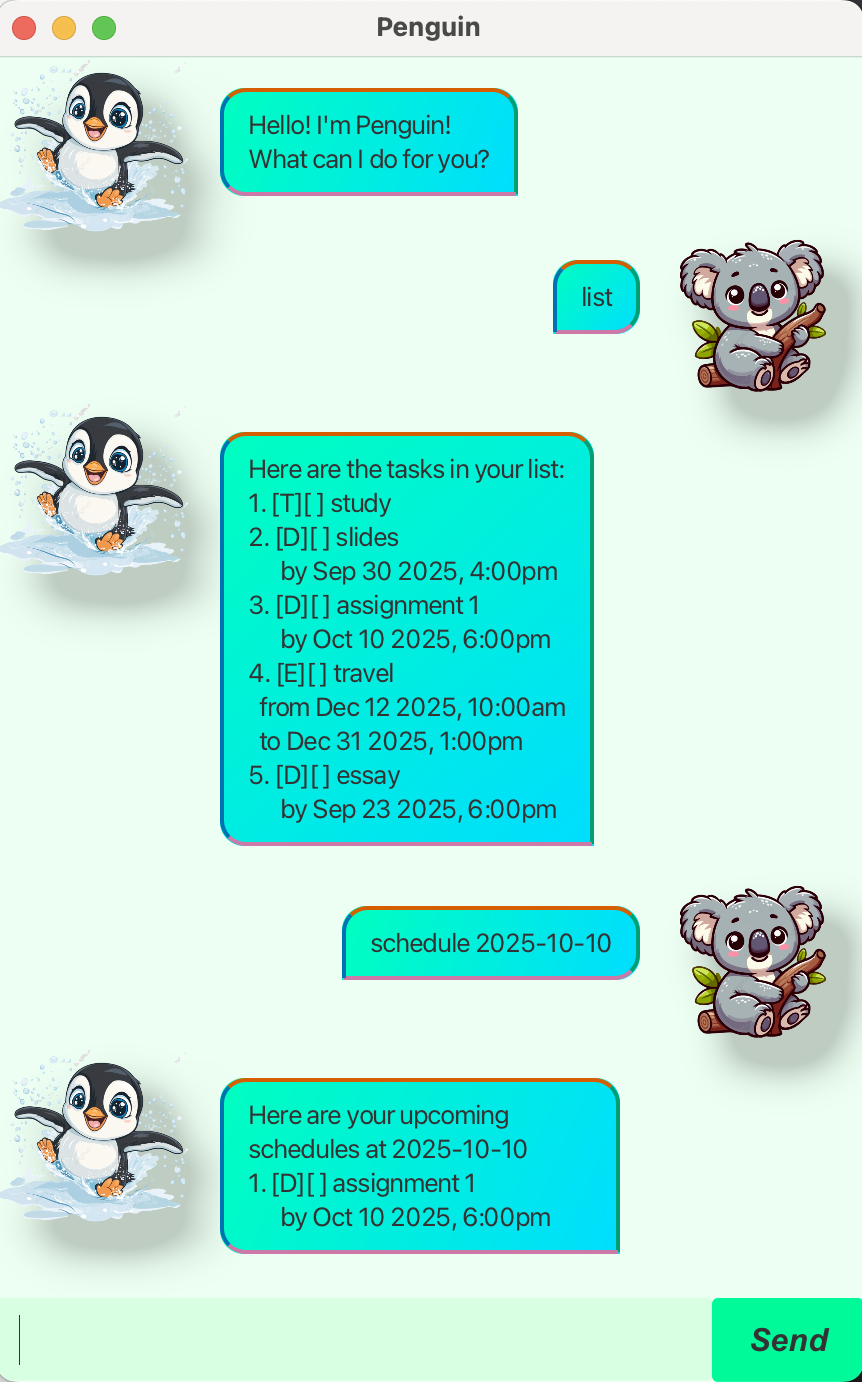 Penguin
Hello! I'm Penguin!
What can I do for you?
list
Here are the tasks in your list:
1. [T][ ] study
2. [D][ ] slides
by Sep 30 2025, 4:00pm
3. [D][ ] assignment 1
by Oct 10 2025, 6:00pm
4. [E][ ] travel
from Dec 12 2025, 10:00am
to Dec 31 2025, 1:00pm
5. [D][ ] essay
by Sep 23 2025, 6:00pm
schedule 2025-10-10
Here are your upcoming
schedules at 2025-10-10
1. [D][ ] assignment 1
by Oct 10 2025, 6:00pm
Send